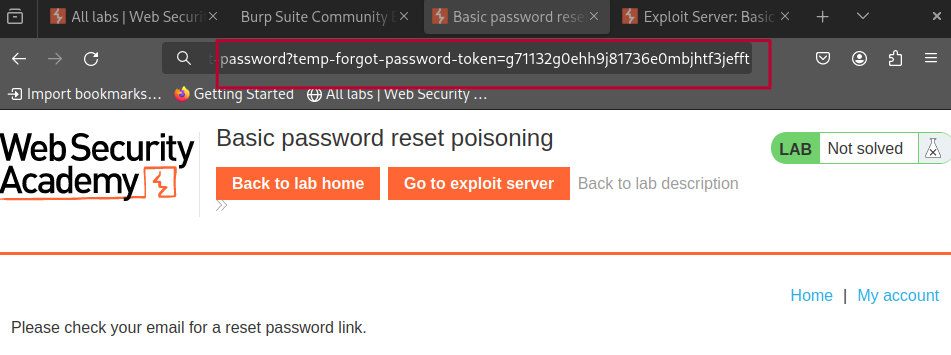 All labs | Web Securi
Burp Suite Community
Basic password rese
Exploit Server: Basic
-password?temp-forgot-password-token=g71132g0ehh9j81736e0mbjhtf3jefft
Import bookmarks...
Getting Started
All labs | Web Security ...
Web Security
Academy
Basic password reset poisoning
Back to lab home
Go to exploit server
Back to lab description
LAB
Not solved
Home | My account
Please check your email for a reset password link.